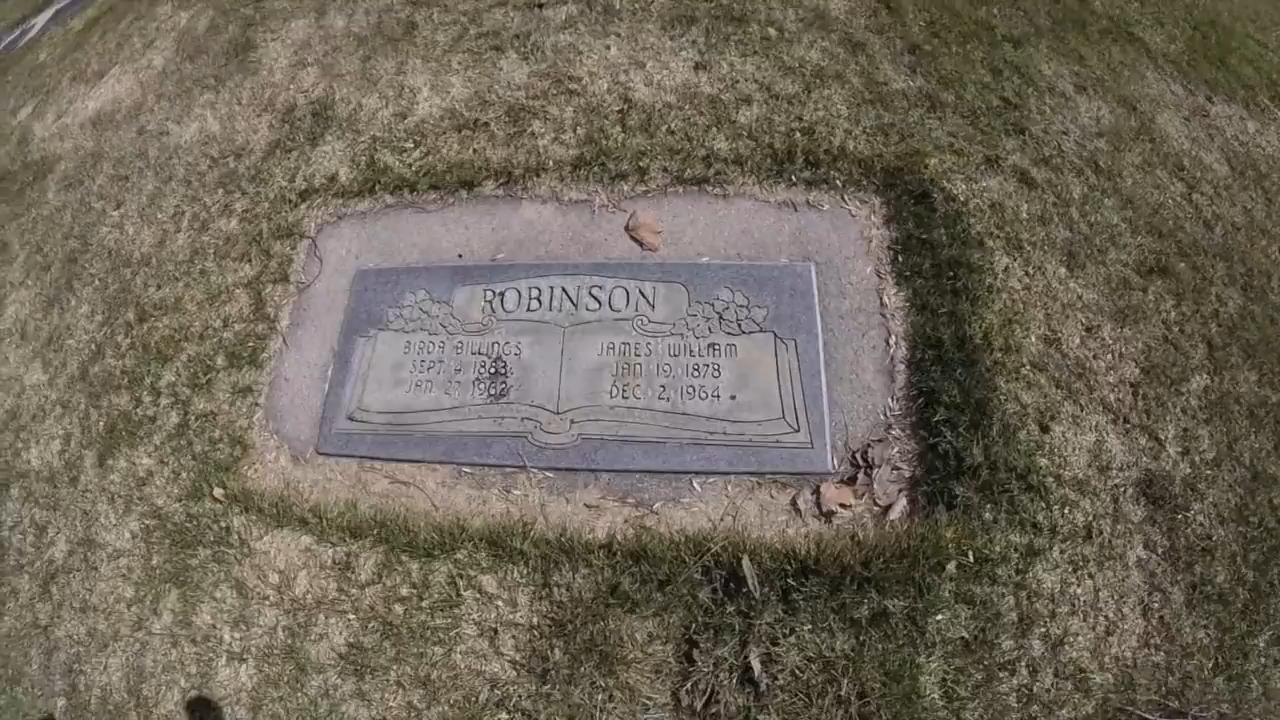 ROBINSON
BIRDA BILLINGS
SEPT. 4, 1883
JAN. 27, 1962
JAMES WILLIAM
JAN. 19, 1878
DEC. 2, 1964